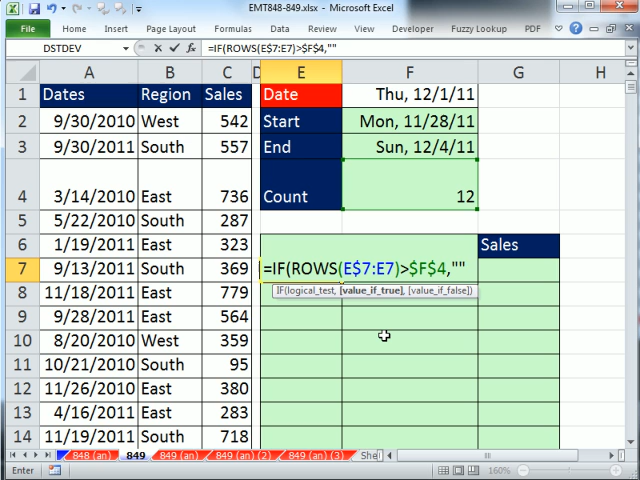 EMT848-849.xlsx - Microsoft Excel
File Home Insert Page Layout Formulas Data Review View Developer Fuzzy Lookup PDF
DSTDEV =IF(ROWS(E$7:E7)>$F$4,""
A B C D E F G H
1 Dates Region Sales Date Thu, 12/1/11
2 9/30/2010 West 542 Start Mon, 11/28/11
3 9/30/2011 South 557 End Sun, 12/4/11
4 3/14/2010 East 736 Count 12
5 5/22/2010 South 287
6 1/19/2011 East 323 Sales
7 9/13/2011 South 369 =IF(ROWS(E$7:E7)>$F$4,""
IF(logical_test, [value_if_true], [value_if_false])
8 11/18/2011 East 779
9 9/28/2011 East 564
10 8/20/2010 West 359
11 10/21/2010 South 95
12 11/26/2010 East 380
13 4/16/2011 East 283
14 11/19/2011 South 718
848 (an) 849 849 (an) 849 (an) (2) 849 (an) (3) She
Enter 160%